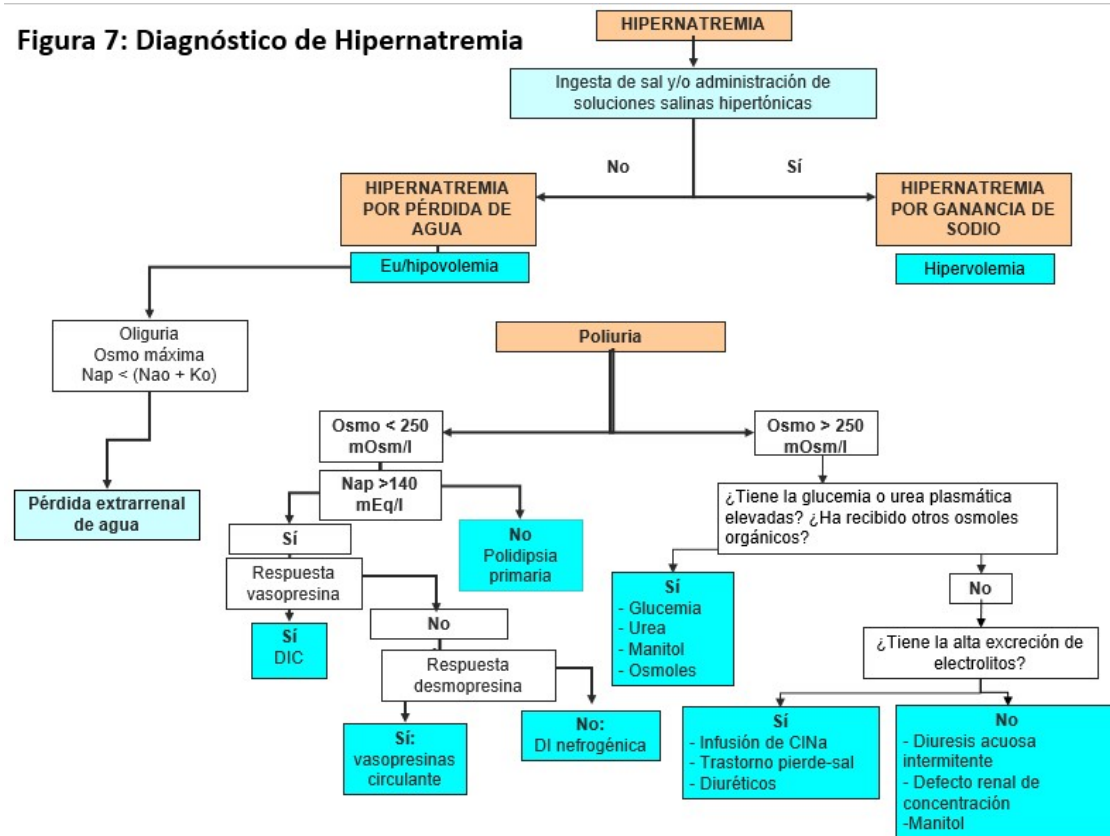 Figura 7: Diagnóstico de Hipernatremia
HIPERNATREMIA
Ingesta de sal y/o administración de
soluciones salinas hipertónicas
No
Sí
HIPERNATREMIA
POR PÉRDIDA DE
AGUA
HIPERNATREMIA
POR GANANCIA DE
SODIO
Eu/hipovolemia
Hipervolemia
Oliguria
Osmo máxima
Nap < (Nao + Ko)
Pérdida extrarrenal
de agua
Poliuria
Osmo < 250
mOsm/l
Osmo > 250
mOsm/l
Nap >140
mEq/l
Sí
No
Polidipsia
primaria
Respuesta
vasopresina
Sí
DIC
No
Respuesta
desmopresina
Sí:
vasopresinas
circulante
No:
DI nefrogénica
¿Tiene la glucemia o urea plasmática
elevadas? ¿Ha recibido otros osmoles
orgánicos?
Sí
- Glucemia
- Urea
- Manitol
- Osmoles
No
¿Tiene la alta excreción de
electrolitos?
Sí
- Infusión de ClNa
- Trastorno pierde-sal
- Diuréticos
No
- Diuresis acuosa
intermitente
- Defecto renal de
concentración
-Manitol